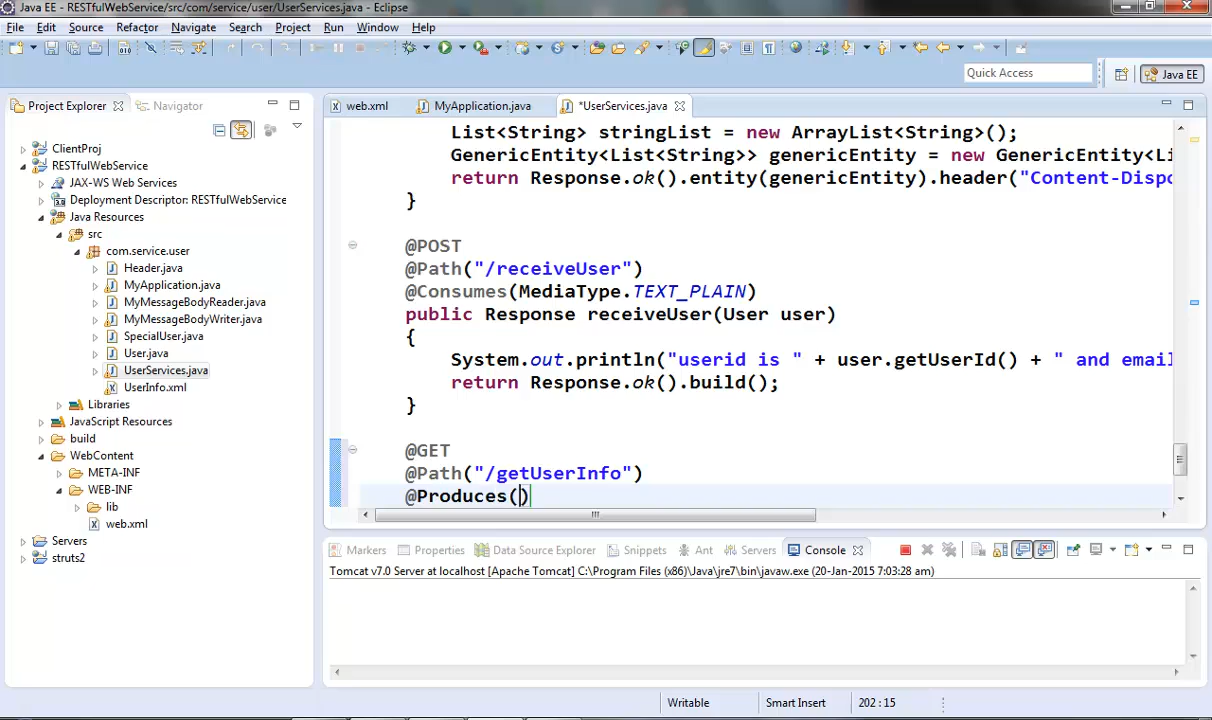 Java EE - RESTfulWebService/src/com/service/user/UserServices.java - Eclipse
File Edit Source Refactor Navigate Search Project Run Window Help
Quick Access
Java EE
Project Explorer
Navigator
web.xml
MyApplication.java
*UserServices.java
ClientProj
RESTfulWebService
JAX-WS Web Services
Deployment Descriptor: RESTfulWebService
Java Resources
src
com.service.user
Header.java
MyApplication.java
MyMessageBodyReader.java
MyMessageBodyWriter.java
SpecialUser.java
User.java
UserServices.java
UserInfo.xml
Libraries
JavaScript Resources
build
WebContent
META-INF
WEB-INF
lib
web.xml
Servers
struts2
List<String> stringList = new ArrayList<String>();
GenericEntity<List<String>> genericEntity = new GenericEntity<Li
return Response.ok().entity(genericEntity).header("Content-Dispo
}
@POST
@Path("/receiveUser")
@Consumes(MediaType.TEXT_PLAIN)
public Response receiveUser(User user)
{
System.out.println("userid is " + user.getUserId() + " and email
return Response.ok().build();
}
@GET
@Path("/getUserInfo")
@Produces()
Markers
Properties
Data Source Explorer
Snippets
Ant
Servers
Console
Tomcat v7.0 Server at localhost [Apache Tomcat] C:\Program Files (x86)\Java\jre7\bin\javaw.exe (20-Jan-2015 7:03:28 am)
Writable
Smart Insert
202 : 15